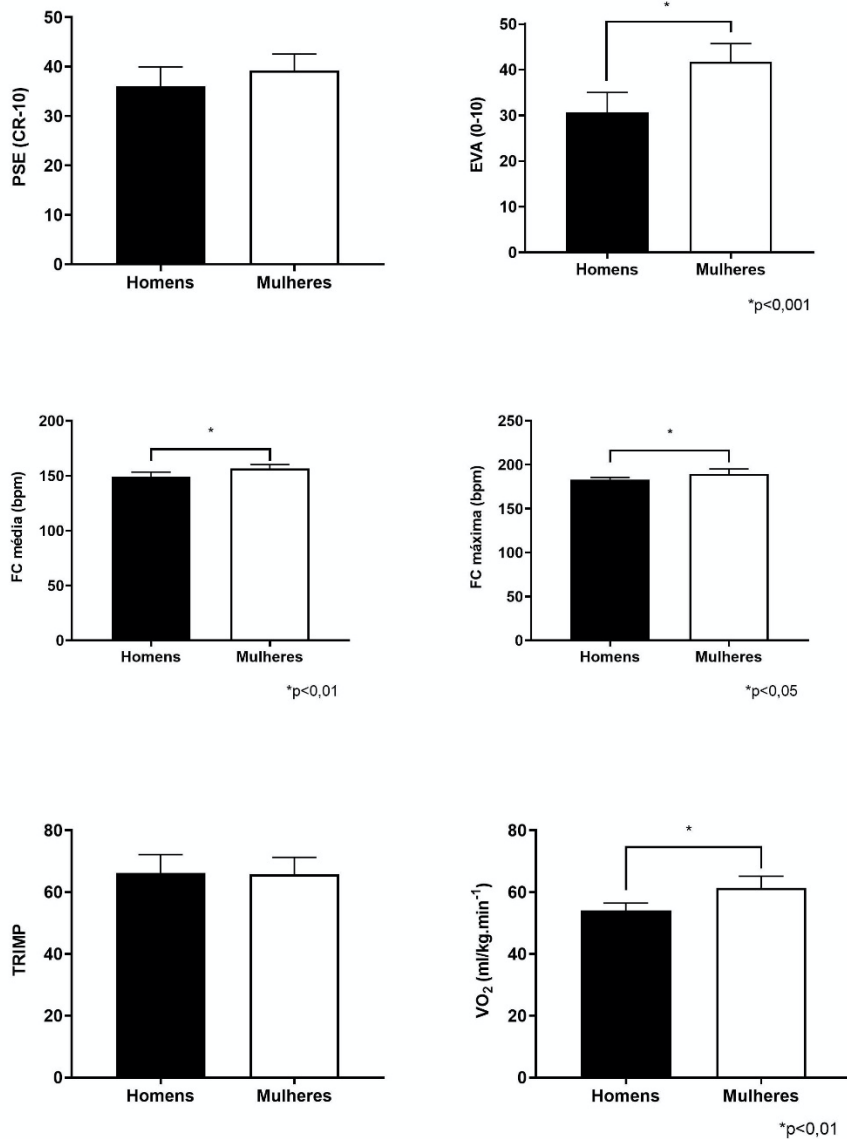 PSE (CR-10)
50
40
30
20
10
0
Homens
Mulheres
EVA (0-10)
50
40
30
20
10
0
*
Homens
Mulheres
*p<0,001
FC média (bpm)
200
150
100
50
0
*
Homens
Mulheres
*p<0,01
FC máxima (bpm)
250
200
150
100
50
0
*
Homens
Mulheres
*p<0,05
TRIMP
80
60
40
20
0
Homens
Mulheres
VO₂ (ml/kg.min⁻¹)
80
60
40
20
0
*
Homens
Mulheres
*p<0,01